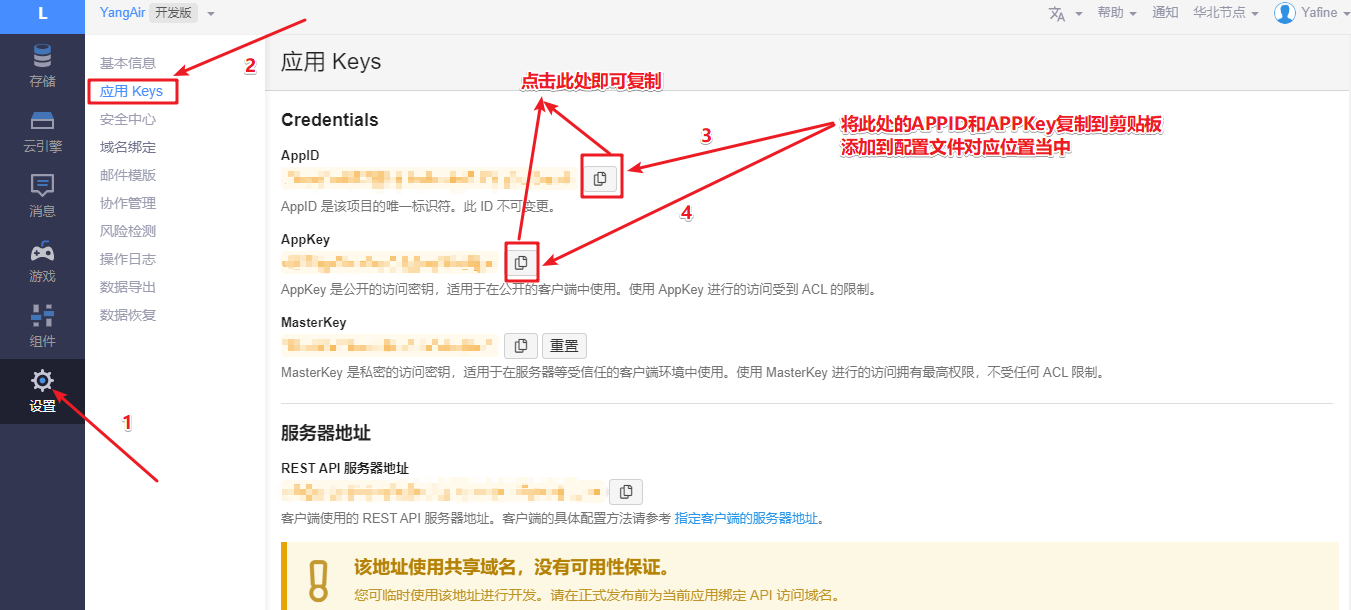 L
YangAir 开发版
帮助
通知
华北节点
Yafine
存储
云引擎
消息
游戏
组件
设置
1
基本信息
应用 Keys
安全中心
域名绑定
邮件模版
协作管理
风险检测
操作日志
数据导出
数据恢复
2
应用 Keys
点击此处即可复制
Credentials
将此处的APPID和APPKey复制到剪贴板
添加到配置文件对应位置当中
3
4
AppID
AppID 是该项目的唯一标识符。此 ID 不可变更。
AppKey
AppKey 是公开的访问密钥，适用于在公开的客户端中使用。使用 AppKey 进行的访问受到 ACL 的限制。
MasterKey
重置
MasterKey 是私密的访问密钥，适用于在服务器等受信任的客户端环境中使用。使用 MasterKey 进行的访问拥有最高权限，不受任何 ACL 限制。
服务器地址
REST API 服务器地址
客户端使用的 REST API 服务器地址。客户端的具体配置方法请参考 指定客户端的服务器地址。
该地址使用共享域名，没有可用性保证。
您可临时使用该地址进行开发。请在正式发布前为当前应用绑定 API 访问域名。